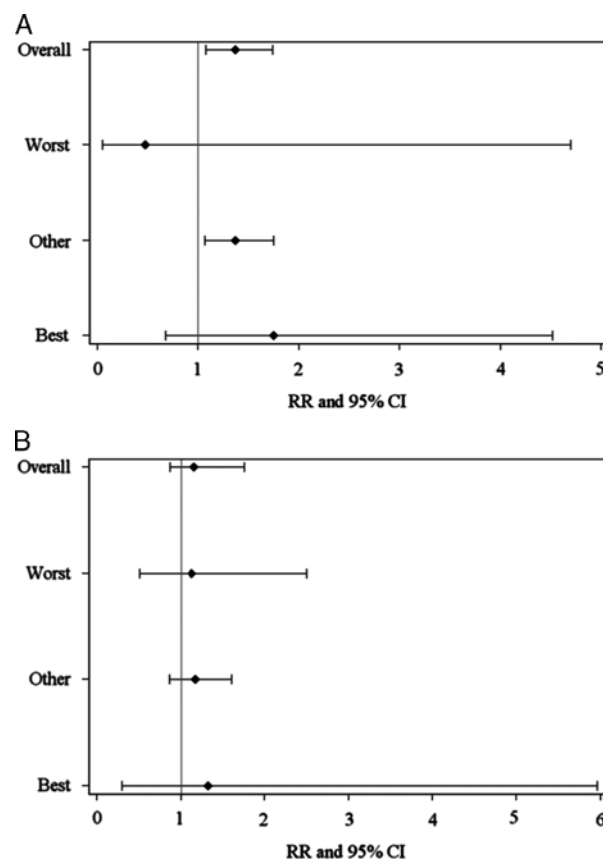 A
Overall
Worst
Other
Best
0 1 2 3 4 5
RR and 95% CI
B
Overall
Worst
Other
Best
0 1 2 3 4 5 6
RR and 95% CI